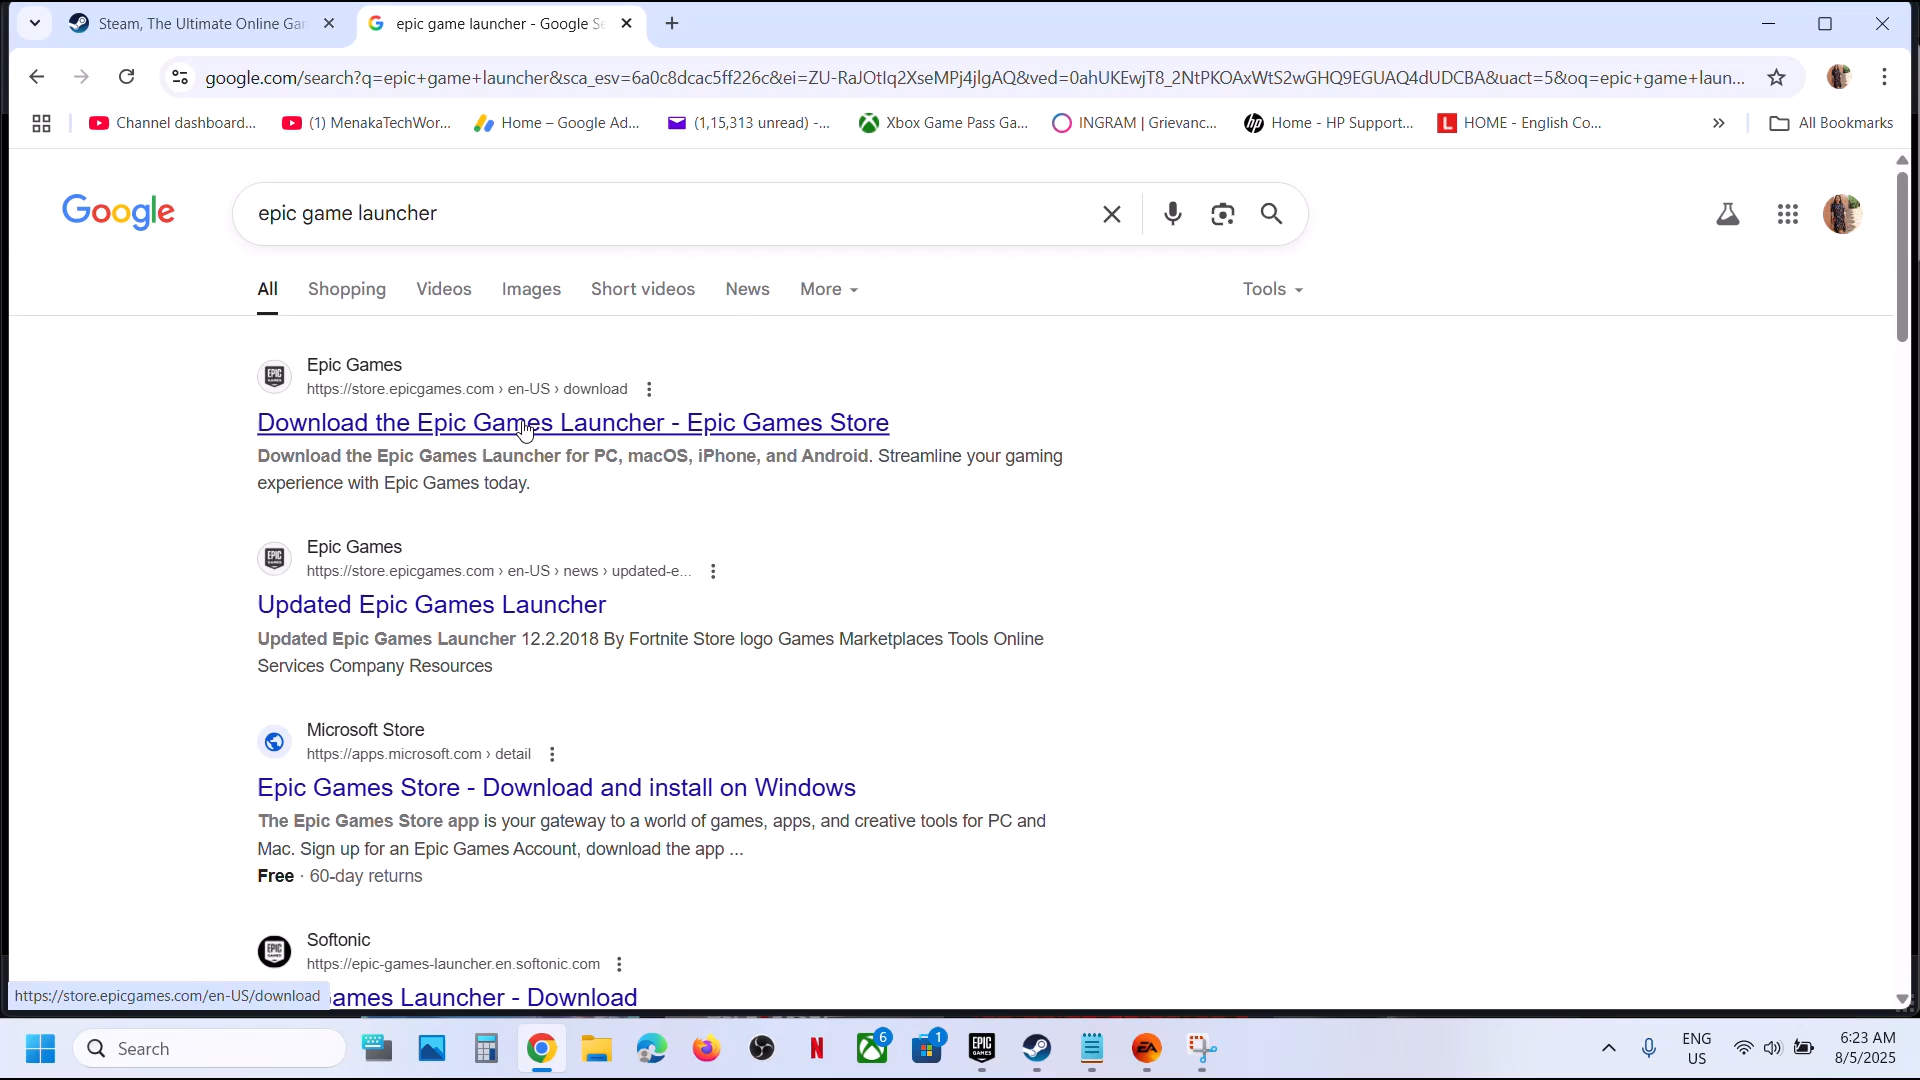 Steam, The Ultimate Online Gar
epic game launcher - Google Se
google.com/search?q=epic+game+launcher&sca_esv=6a0c8dcac5ff226c&ei=ZU-RaJOtIq2XseMPj4jlgAQ&ved=0ahUKEwjT8_2NtPKOAxWtS2wGHQ9EGUAQ4dUDCBA&uact=5&oq=epic+game+laun...
Channel dashboard...
(1) MenakaTechWor...
Home – Google Ad...
(1,15,313 unread) -...
Xbox Game Pass Ga...
INGRAM | Grievanc...
Home - HP Support...
HOME - English Co...
»
All Bookmarks
Google
epic game launcher
All
Shopping
Videos
Images
Short videos
News
More
Tools
Epic Games
https://store.epicgames.com › en-US › download
Download the Epic Games Launcher - Epic Games Store
Download the Epic Games Launcher for PC, macOS, iPhone, and Android. Streamline your gaming
experience with Epic Games today.
Epic Games
https://store.epicgames.com › en-US › news › updated-e...
Updated Epic Games Launcher
Updated Epic Games Launcher 12.2.2018 By Fortnite Store logo Games Marketplaces Tools Online
Services Company Resources
Microsoft Store
https://apps.microsoft.com › detail
Epic Games Store - Download and install on Windows
The Epic Games Store app is your gateway to a world of games, apps, and creative tools for PC and
Mac. Sign up for an Epic Games Account, download the app ...
Free · 60-day returns
Softonic
https://epic-games-launcher.en.softonic.com
ames Launcher - Download
https://store.epicgames.com/en-US/download
Search
6
1
ENG
US
6:23 AM
8/5/2025